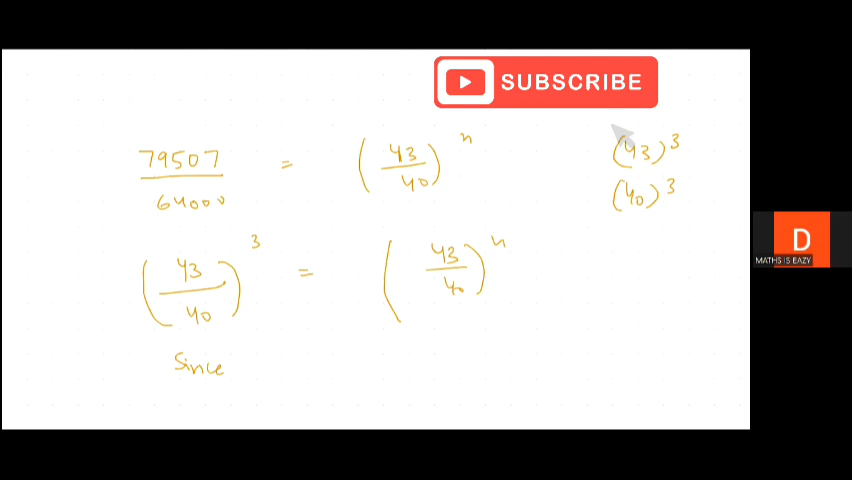 SUBSCRIBE
79507/64000 = (43/40)^n
(43)^3
(40)^3
(43/40)^3 = (43/40)^n
Since
D
MATHS IS EAZY